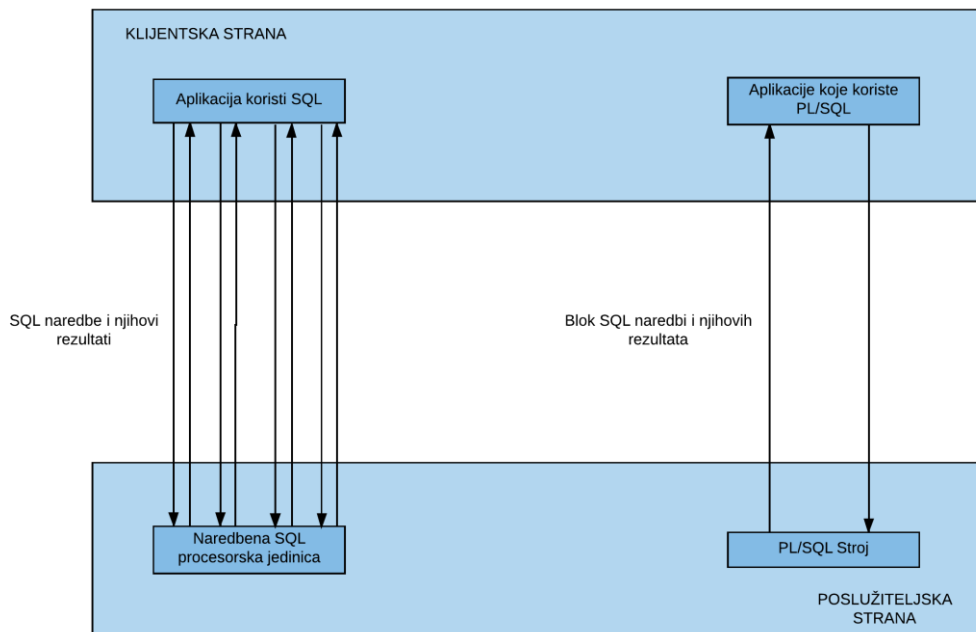 KLIJENTSKA STRANA
Aplikacija koristi SQL
Aplikacije koje koriste
PL/SQL
SQL naredbe i njihovi
rezultati
Blok SQL naredbi i njihovih
rezultata
Naredbena SQL
procesorska jedinica
PL/SQL Stroj
POSLUŽITELJSKA
STRANA